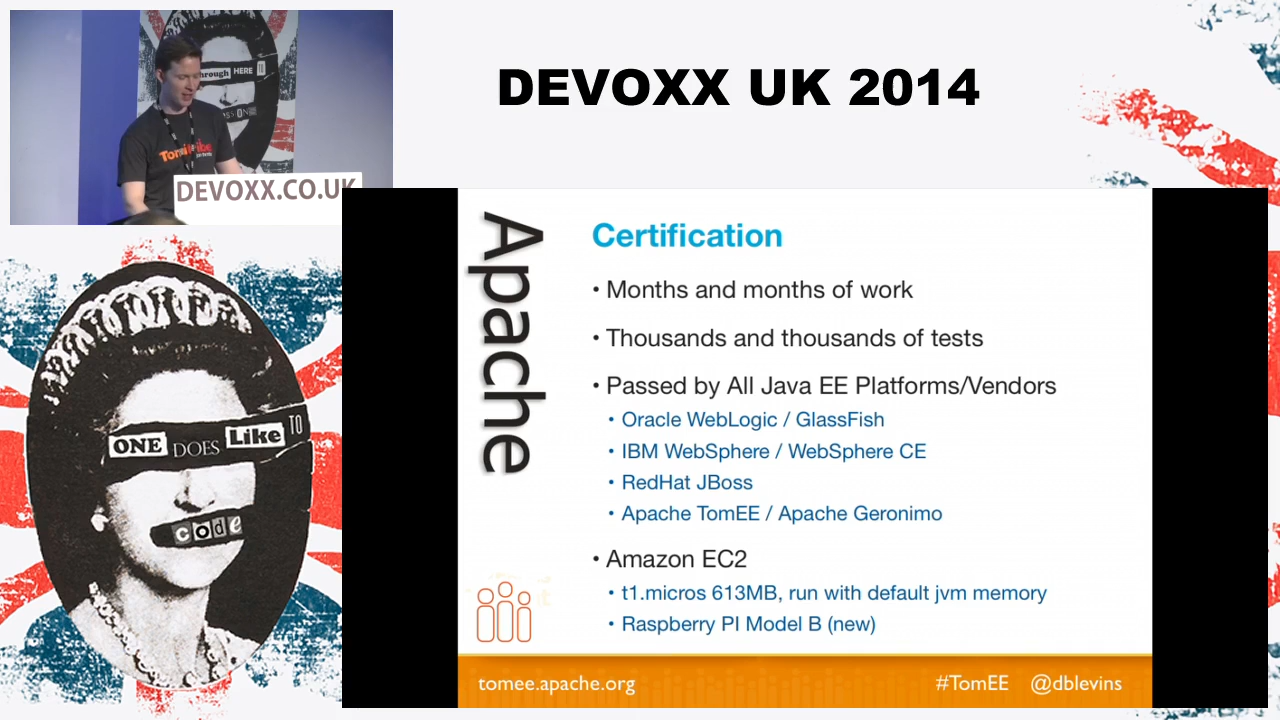 DEVOXX UK 2014
through HERE TO
DEVOXX.CO.UK
ONE DOES Like TO
code
Apache
Certification
• Months and months of work
• Thousands and thousands of tests
• Passed by All Java EE Platforms/Vendors
• Oracle WebLogic / GlassFish
• IBM WebSphere / WebSphere CE
• RedHat JBoss
• Apache TomEE / Apache Geronimo
• Amazon EC2
• t1.micros 613MB, run with default jvm memory
• Raspberry PI Model B (new)
tomee.apache.org
#TomEE @dblevins